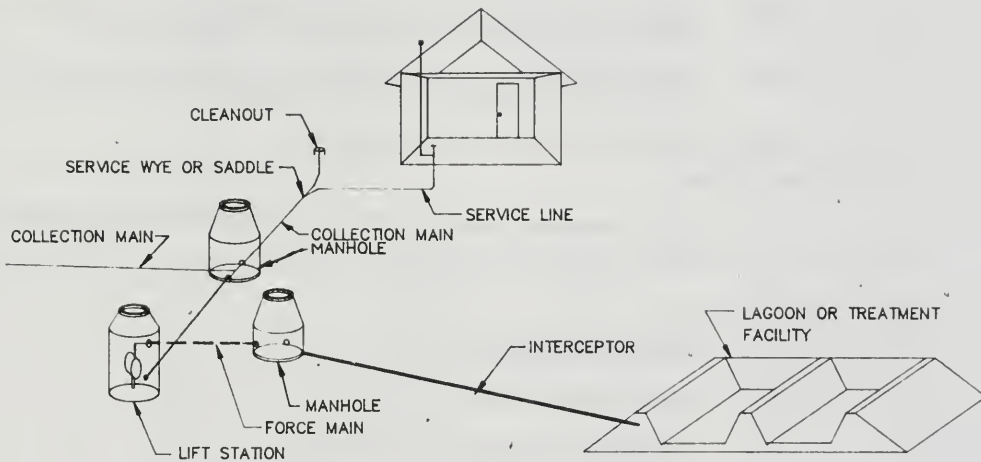 CLEANOUT
SERVICE WYE OR SADDLE
SERVICE LINE
COLLECTION MAIN
COLLECTION MAIN
MANHOLE
LAGOON OR TREATMENT
FACILITY
INTERCEPTOR
MANHOLE
FORCE MAIN
LIFT STATION